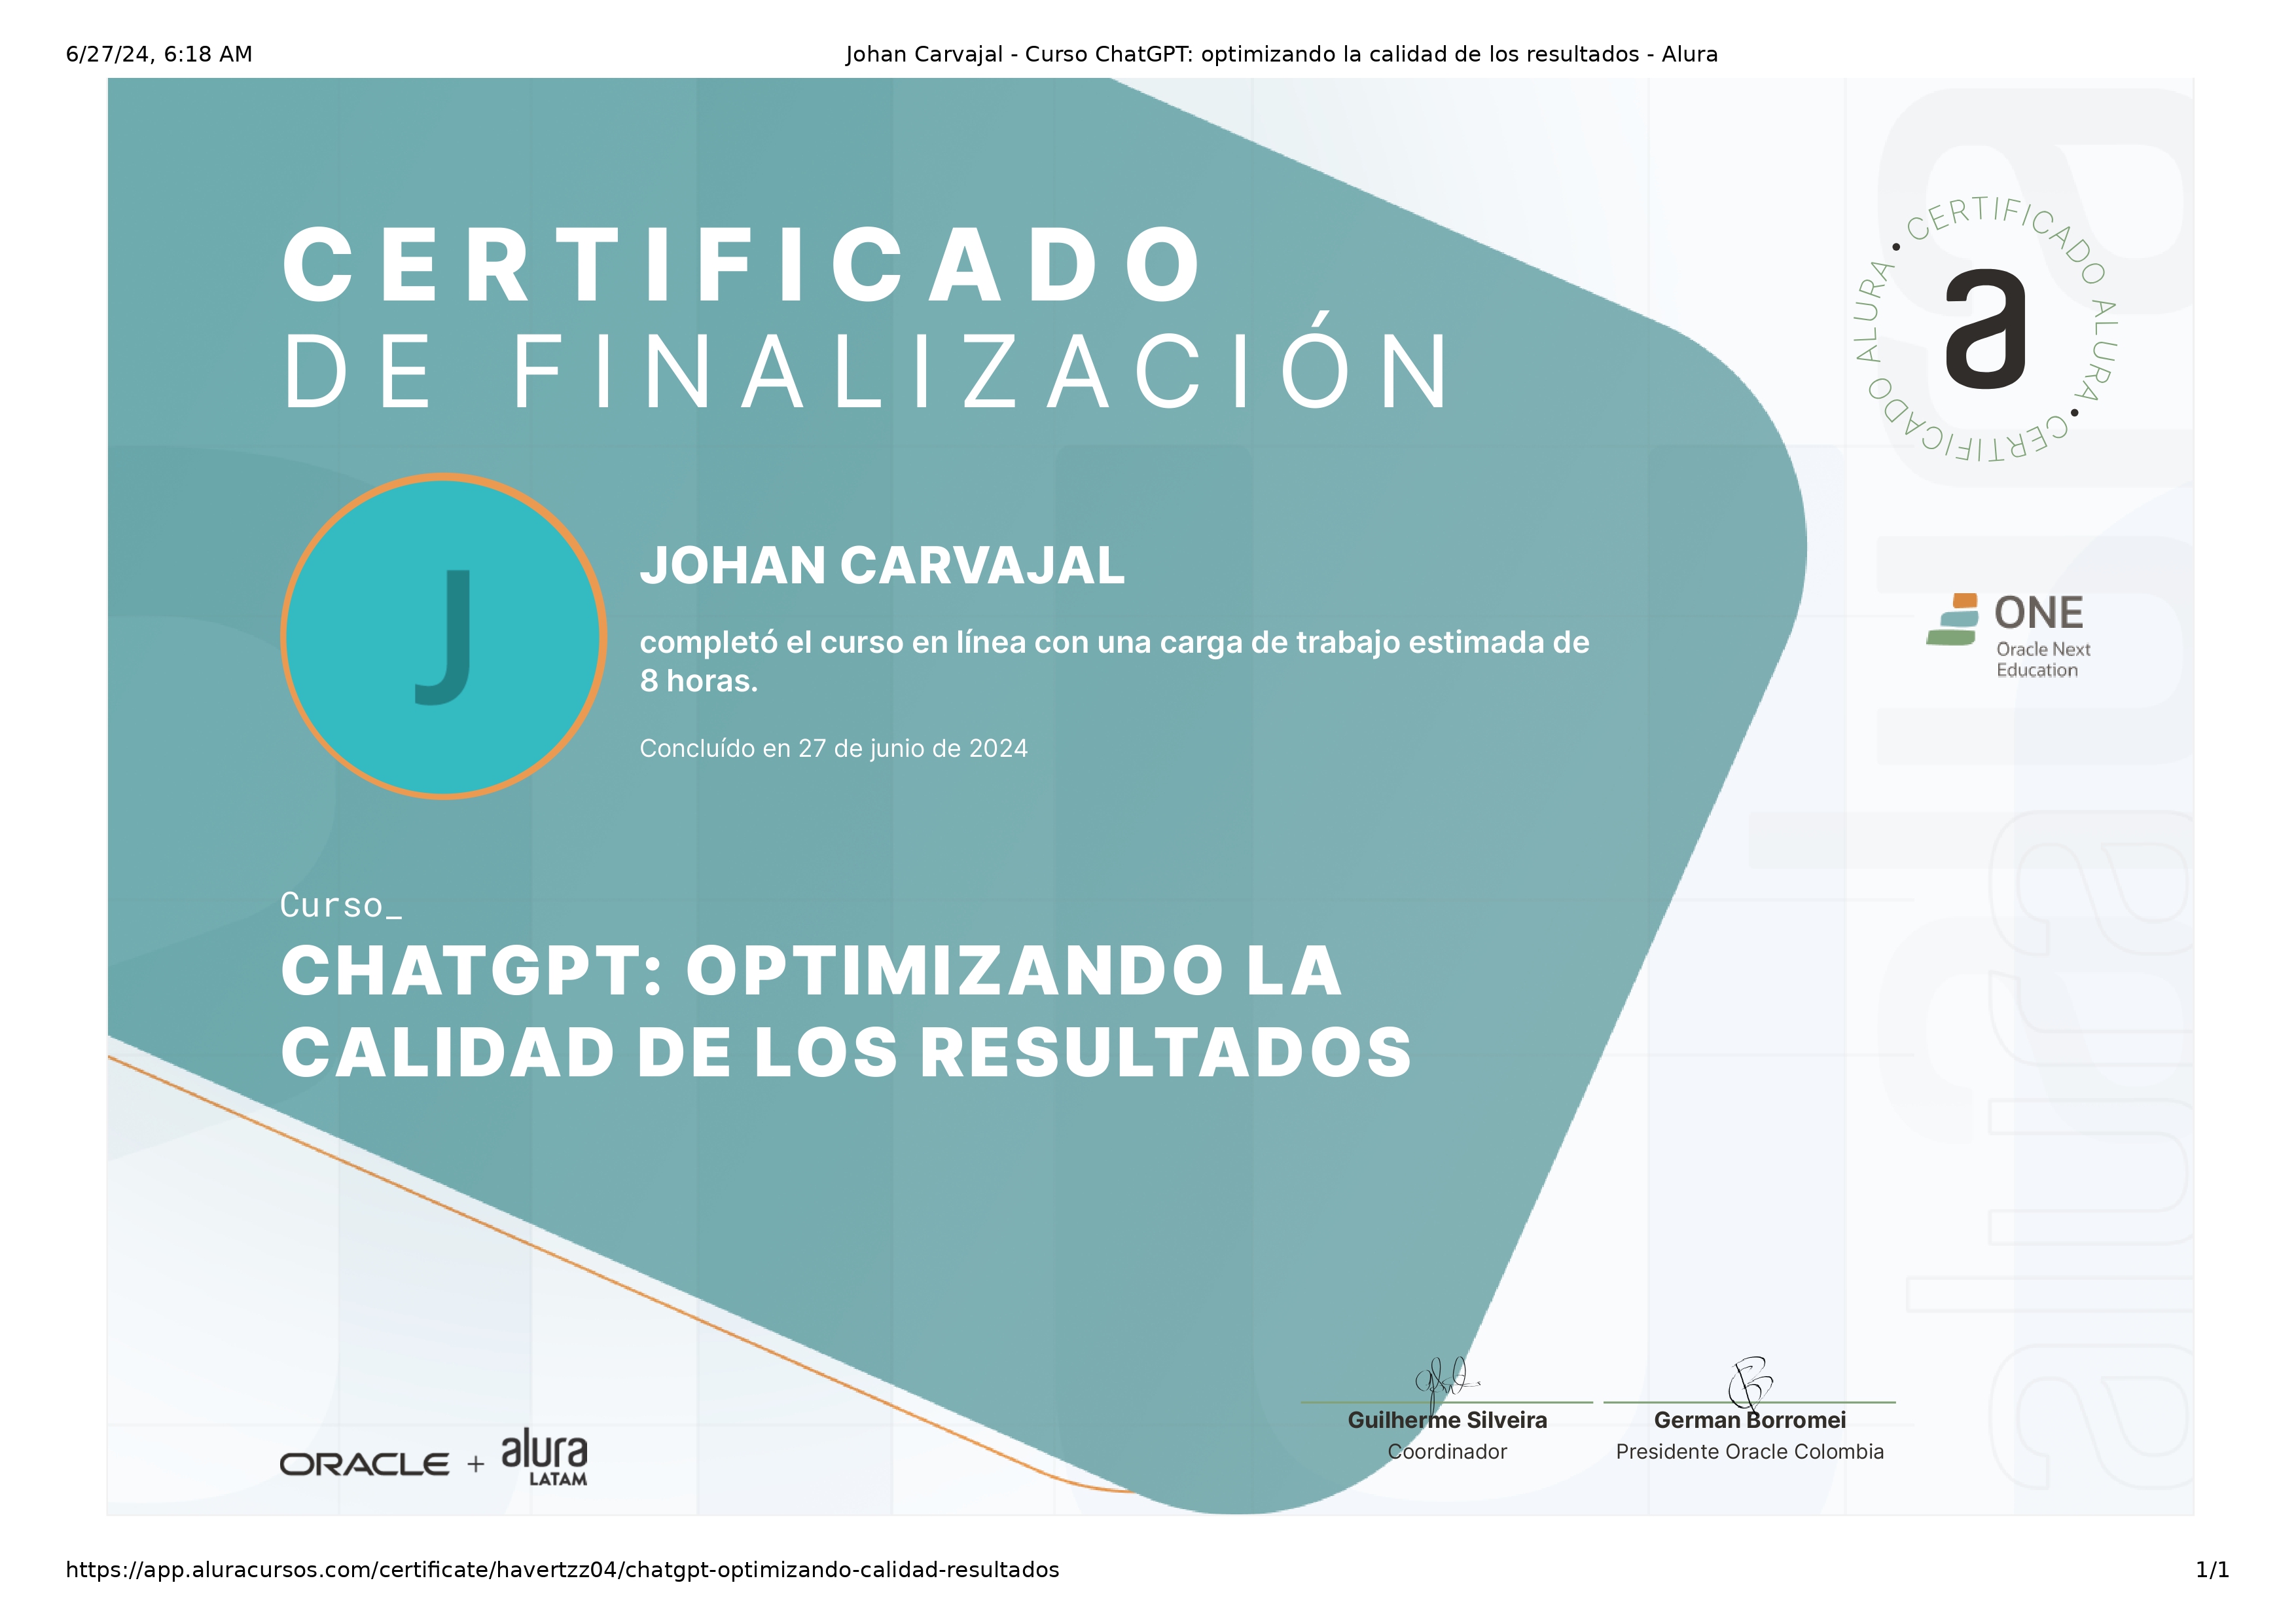 6/27/24, 6:18 AM
Johan Carvajal - Curso ChatGPT: optimizando la calidad de los resultados - Alura
CERTIFICADO
DE FINALIZACIÓN
• CERTIFICADO ALURA • CERTIFICADO ALURA
a
J
JOHAN CARVAJAL
completó el curso en línea con una carga de trabajo estimada de
8 horas.
Concluído en 27 de junio de 2024
ONE
Oracle Next
Education
Curso_
CHATGPT: OPTIMIZANDO LA
CALIDAD DE LOS RESULTADOS
alura
ORACLE + alura
LATAM
Guilherme Silveira
Coordinador
German Borromei
Presidente Oracle Colombia
https://app.aluracursos.com/certificate/havertzz04/chatgpt-optimizando-calidad-resultados
1/1